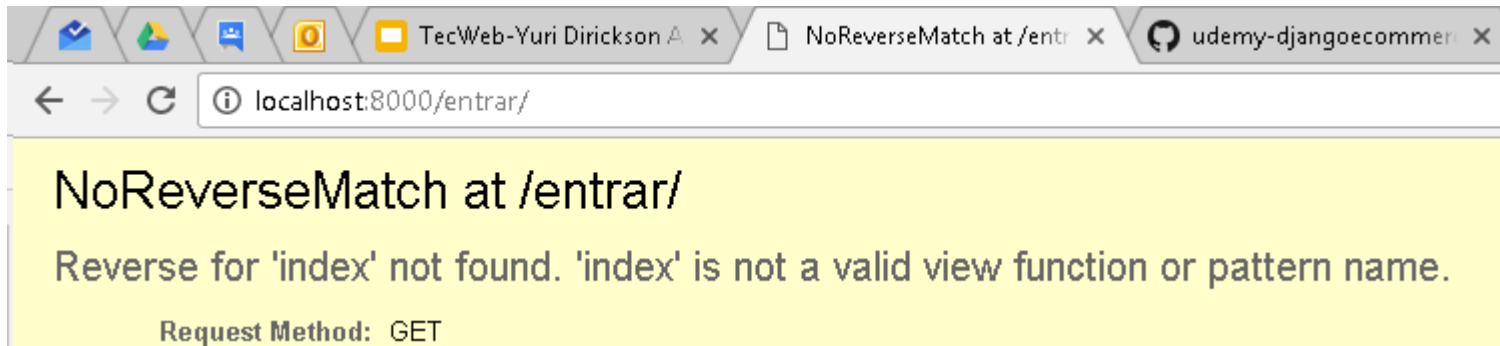 TecWeb-Yuri Dirickson A
NoReverseMatch at /entr
udemy-djangoecommer
localhost:8000/entrar/
NoReverseMatch at /entrar/
Reverse for 'index' not found. 'index' is not a valid view function or pattern name.
Request Method: GET